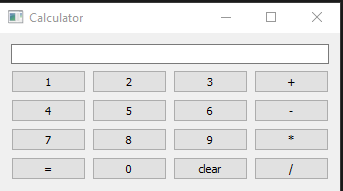 Calculator
1 2 3 +
4 5 6 -
7 8 9 *
= 0 clear /